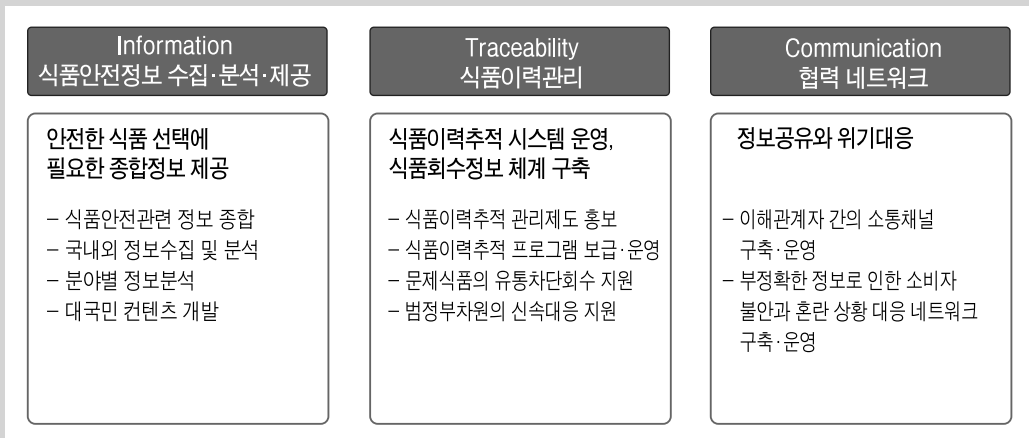 Information
식품안전정보 수집·분석·제공
안전한 식품 선택에
필요한 종합정보 제공
– 식품안전관련 정보 종합
– 국내외 정보수집 및 분석
– 분야별 정보분석
– 대국민 컨텐츠 개발
Traceability
식품이력관리
식품이력추적 시스템 운영,
식품회수정보 체계 구축
– 식품이력추적 관리제도 홍보
– 식품이력추적 프로그램 보급·운영
– 문제식품의 유통차단회수 지원
– 범정부차원의 신속대응 지원
Communication
협력 네트워크
정보공유와 위기대응
– 이해관계자 간의 소통채널
구축·운영
– 부정확한 정보로 인한 소비자
불안과 혼란 상황 대응 네트워크
구축·운영